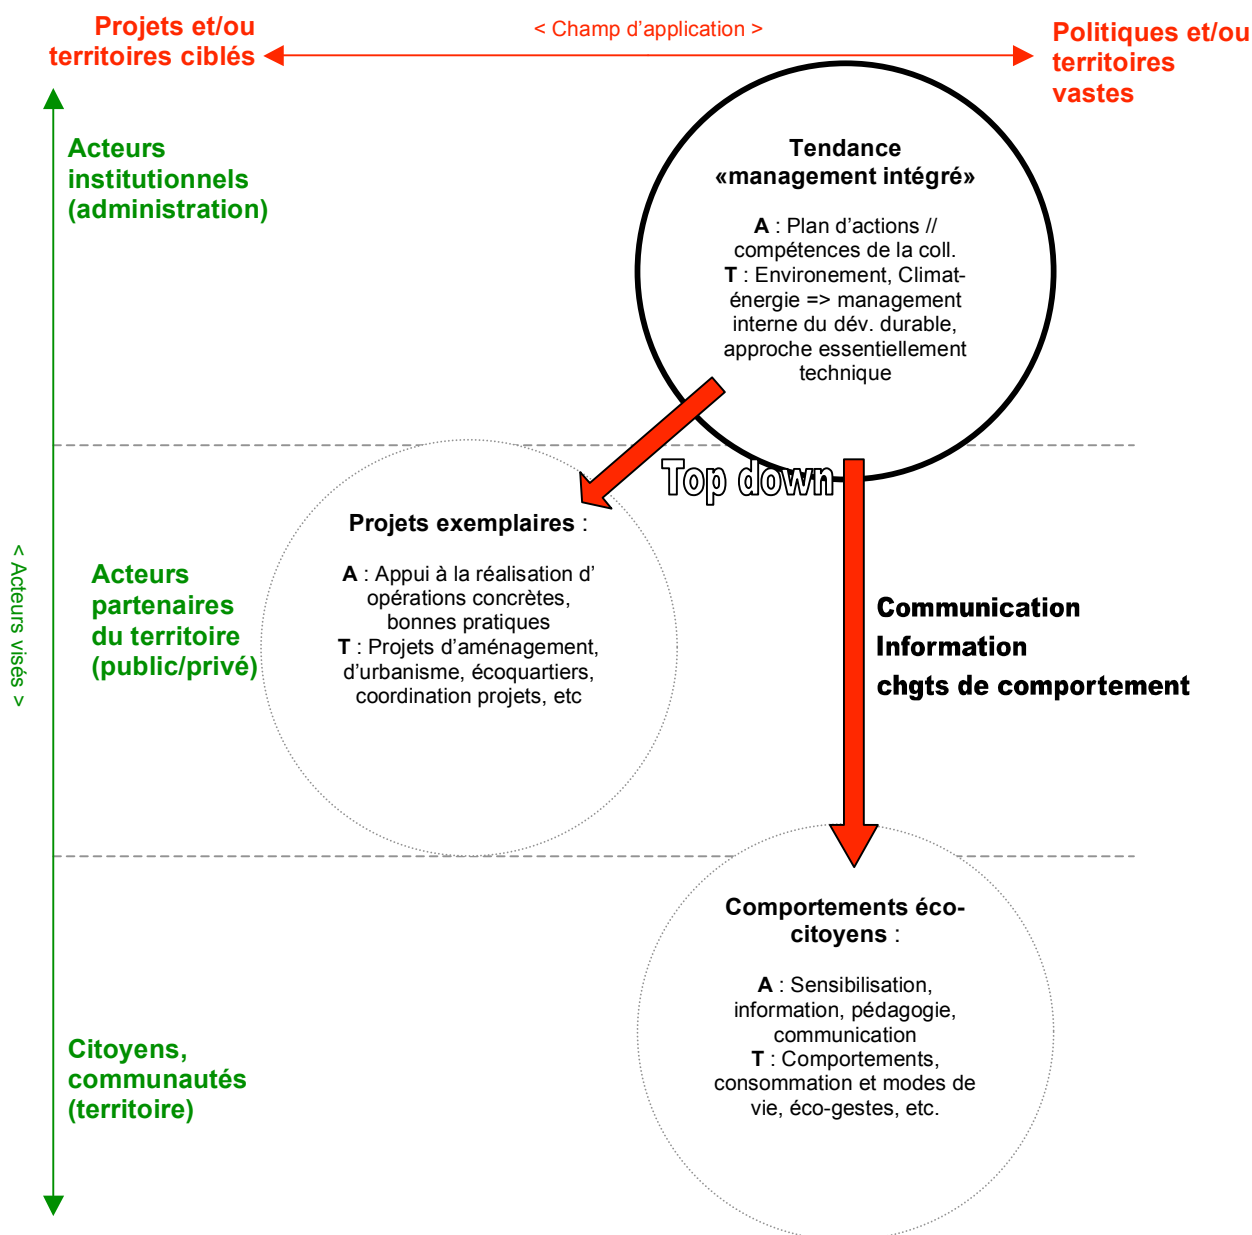 Projets et/ou
territoires ciblés
< Champ d’application >
Politiques et/ou
territoires
vastes
Acteurs
institutionnels
(administration)
Tendance
«management intégré»
A : Plan d’actions //
compétences de la coll.
T : Environement, Climat-
énergie => management
interne du dév. durable,
approche essentiellement
technique
Top down
< Acteurs visés >
Acteurs
partenaires
du territoire
(public/privé)
Projets exemplaires :
A : Appui à la réalisation d’
opérations concrètes,
bonnes pratiques
T : Projets d’aménagement,
d’urbanisme, écoquartiers,
coordination projets, etc
Communication
Information
chgts de comportement
Citoyens,
communautés
(territoire)
Comportements éco-
citoyens :
A : Sensibilisation,
information, pédagogie,
communication
T : Comportements,
consommation et modes de
vie, éco-gestes, etc.